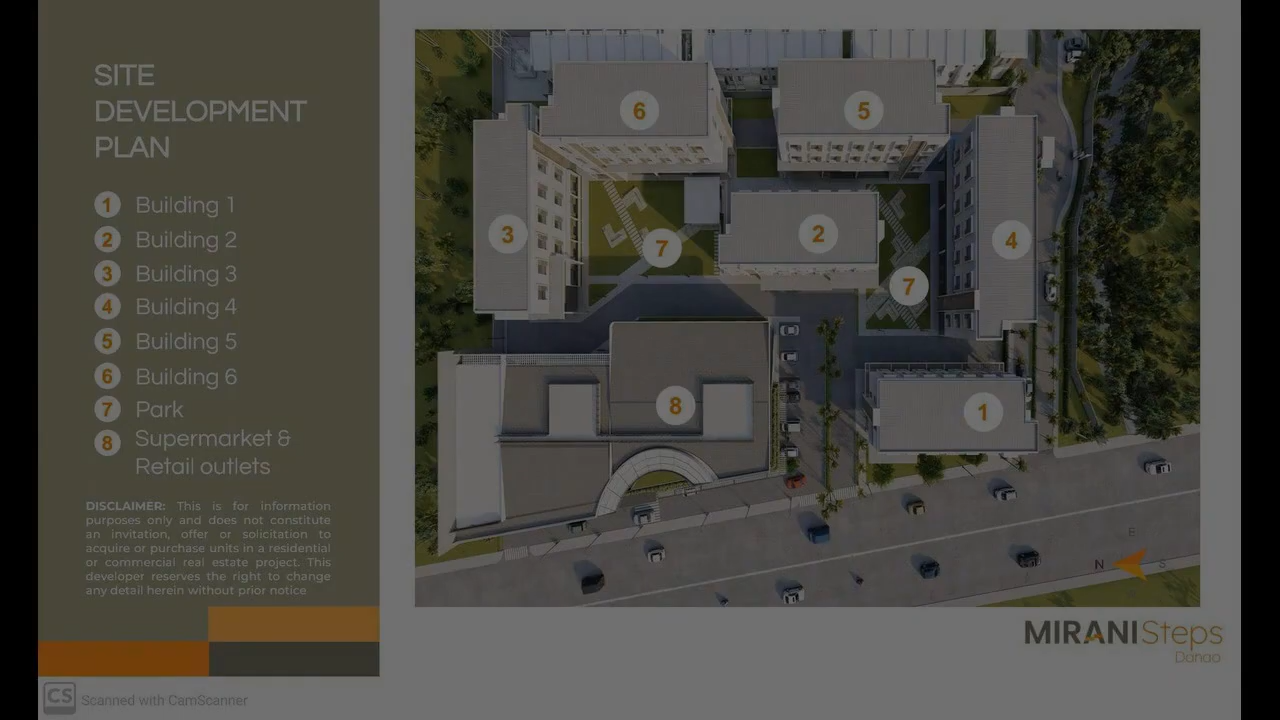 SITE
DEVELOPMENT
PLAN
1 Building 1
2 Building 2
3 Building 3
4 Building 4
5 Building 5
6 Building 6
7 Park
8 Supermarket &
Retail outlets
DISCLAIMER: This is for information
purposes only and does not constitute
an invitation, offer or solicitation to
acquire or purchase units in a residential
or commercial real estate project. This
developer reserves the right to change
any detail herein without prior notice
6
5
3
7
2
4
7
8
1
E
N
S
MIRANI Steps
Danao
CS Scanned with CamScanner